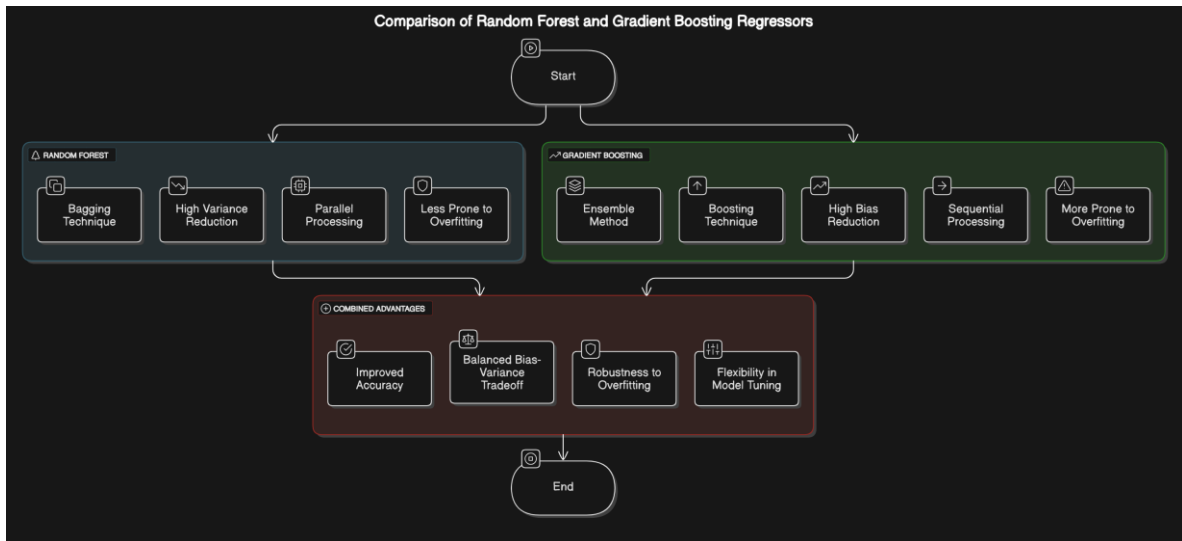 Comparison of Random Forest and Gradient Boosting Regressors
Start
RANDOM FOREST
Bagging
Technique
High Variance
Reduction
Parallel
Processing
Less Prone to
Overfitting
GRADIENT BOOSTING
Ensemble
Method
Boosting
Technique
High Bias
Reduction
Sequential
Processing
More Prone to
Overfitting
COMBINED ADVANTAGES
Improved
Accuracy
Balanced Bias-
Variance
Tradeoff
Robustness to
Overfitting
Flexibility in
Model Tuning
End